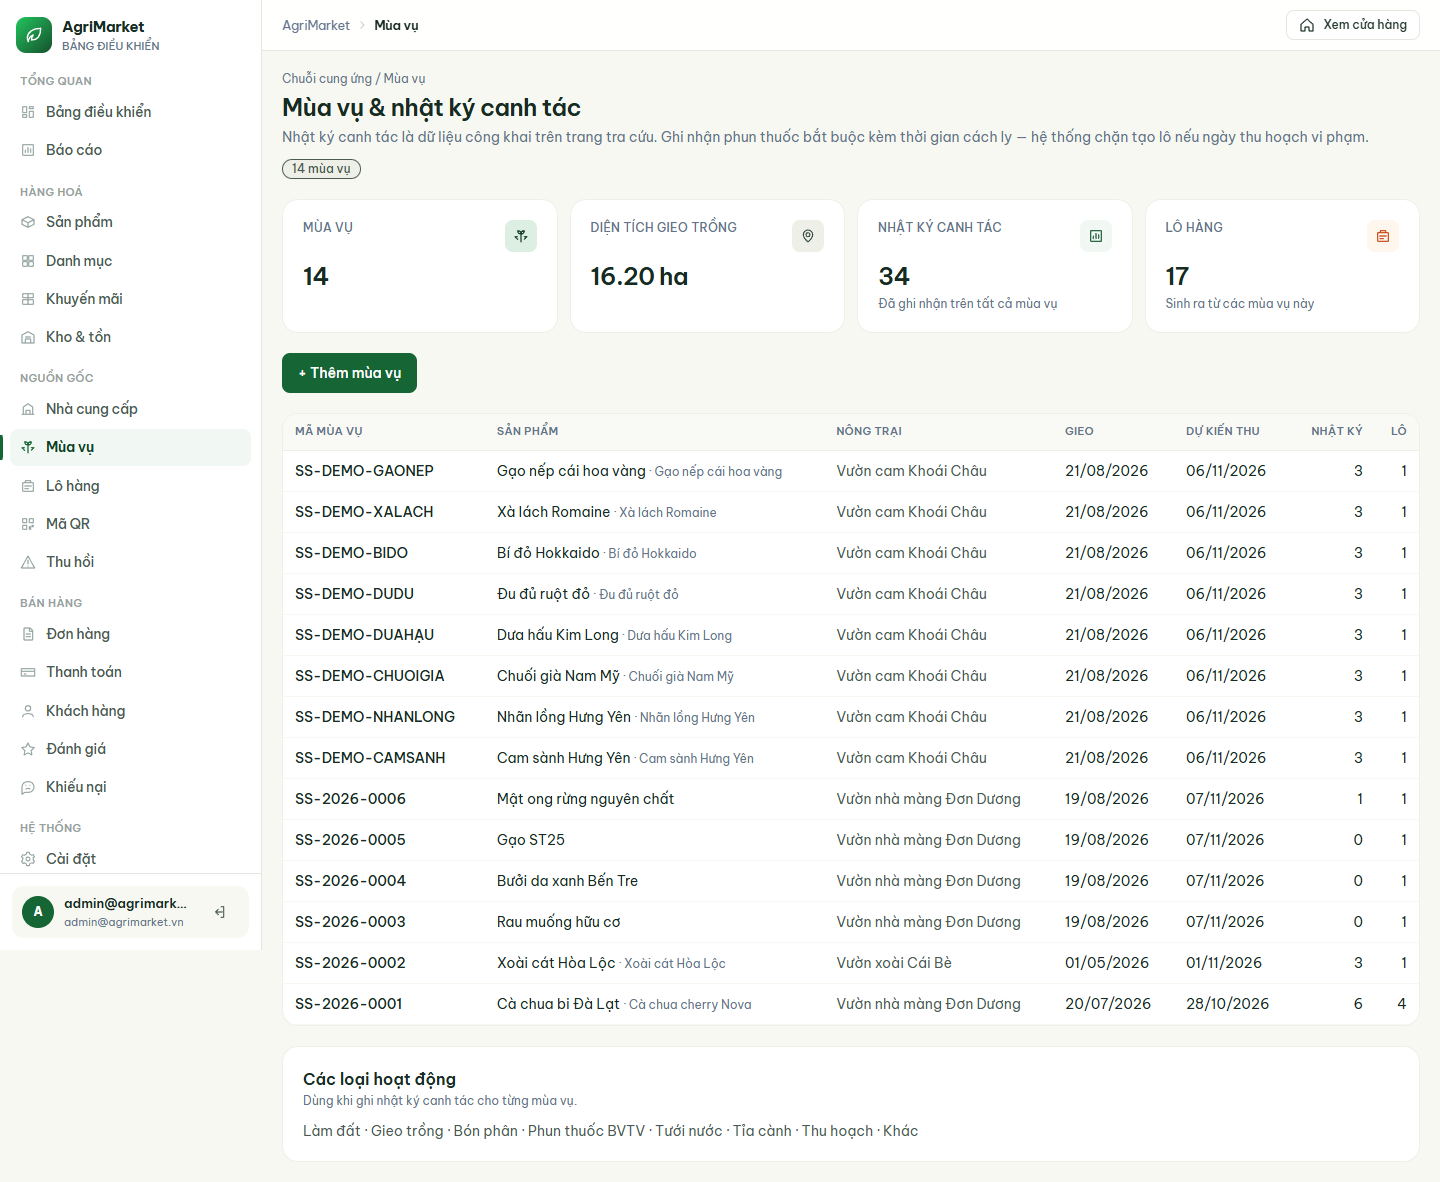 AgriMarket
BẢNG ĐIỀU KHIỂN
TỔNG QUAN
Bảng điều khiển
Báo cáo
HÀNG HOÁ
Sản phẩm
Danh mục
Khuyến mãi
Kho & tồn
NGUỒN GỐC
Nhà cung cấp
Mùa vụ
Lô hàng
Mã QR
Thu hồi
BÁN HÀNG
Đơn hàng
Thanh toán
Khách hàng
Đánh giá
Khiếu nại
HỆ THỐNG
Cài đặt
A
admin@agrimark...
admin@agrimarket.vn
AgriMarket > Mùa vụ
Xem cửa hàng
Chuỗi cung ứng / Mùa vụ
Mùa vụ & nhật ký canh tác
Nhật ký canh tác là dữ liệu công khai trên trang tra cứu. Ghi nhận phun thuốc bắt buộc kèm thời gian cách ly — hệ thống chặn tạo lô nếu ngày thu hoạch vi phạm.
14 mùa vụ
MÙA VỤ
14
DIỆN TÍCH GIEO TRỒNG
16.20 ha
NHẬT KÝ CANH TÁC
34
Đã ghi nhận trên tất cả mùa vụ
LÔ HÀNG
17
Sinh ra từ các mùa vụ này
+ Thêm mùa vụ
MÃ MÙA VỤ SẢN PHẨM NÔNG TRẠI GIEO DỰ KIẾN THU NHẬT KÝ LÔ
SS-DEMO-GAONEP Gạo nếp cái hoa vàng · Gạo nếp cái hoa vàng Vườn cam Khoái Châu 21/08/2026 06/11/2026 3 1
SS-DEMO-XALACH Xà lách Romaine · Xà lách Romaine Vườn cam Khoái Châu 21/08/2026 06/11/2026 3 1
SS-DEMO-BIDO Bí đỏ Hokkaido · Bí đỏ Hokkaido Vườn cam Khoái Châu 21/08/2026 06/11/2026 3 1
SS-DEMO-DUDU Đu đủ ruột đỏ · Đu đủ ruột đỏ Vườn cam Khoái Châu 21/08/2026 06/11/2026 3 1
SS-DEMO-DUAHẠU Dưa hấu Kim Long · Dưa hấu Kim Long Vườn cam Khoái Châu 21/08/2026 06/11/2026 3 1
SS-DEMO-CHUOIGIA Chuối già Nam Mỹ · Chuối già Nam Mỹ Vườn cam Khoái Châu 21/08/2026 06/11/2026 3 1
SS-DEMO-NHANLONG Nhãn lồng Hưng Yên · Nhãn lồng Hưng Yên Vườn cam Khoái Châu 21/08/2026 06/11/2026 3 1
SS-DEMO-CAMSANH Cam sành Hưng Yên · Cam sành Hưng Yên Vườn cam Khoái Châu 21/08/2026 06/11/2026 3 1
SS-2026-0006 Mật ong rừng nguyên chất Vườn nhà màng Đơn Dương 19/08/2026 07/11/2026 1 1
SS-2026-0005 Gạo ST25 Vườn nhà màng Đơn Dương 19/08/2026 07/11/2026 0 1
SS-2026-0004 Bưởi da xanh Bến Tre Vườn nhà màng Đơn Dương 19/08/2026 07/11/2026 0 1
SS-2026-0003 Rau muống hữu cơ Vườn nhà màng Đơn Dương 19/08/2026 07/11/2026 0 1
SS-2026-0002 Xoài cát Hòa Lộc · Xoài cát Hòa Lộc Vườn xoài Cái Bè 01/05/2026 01/11/2026 3 1
SS-2026-0001 Cà chua bi Đà Lạt · Cà chua cherry Nova Vườn nhà màng Đơn Dương 20/07/2026 28/10/2026 6 4
Các loại hoạt động
Dùng khi ghi nhật ký canh tác cho từng mùa vụ.
Làm đất · Gieo trồng · Bón phân · Phun thuốc BVTV · Tưới nước · Tỉa cành · Thu hoạch · Khác